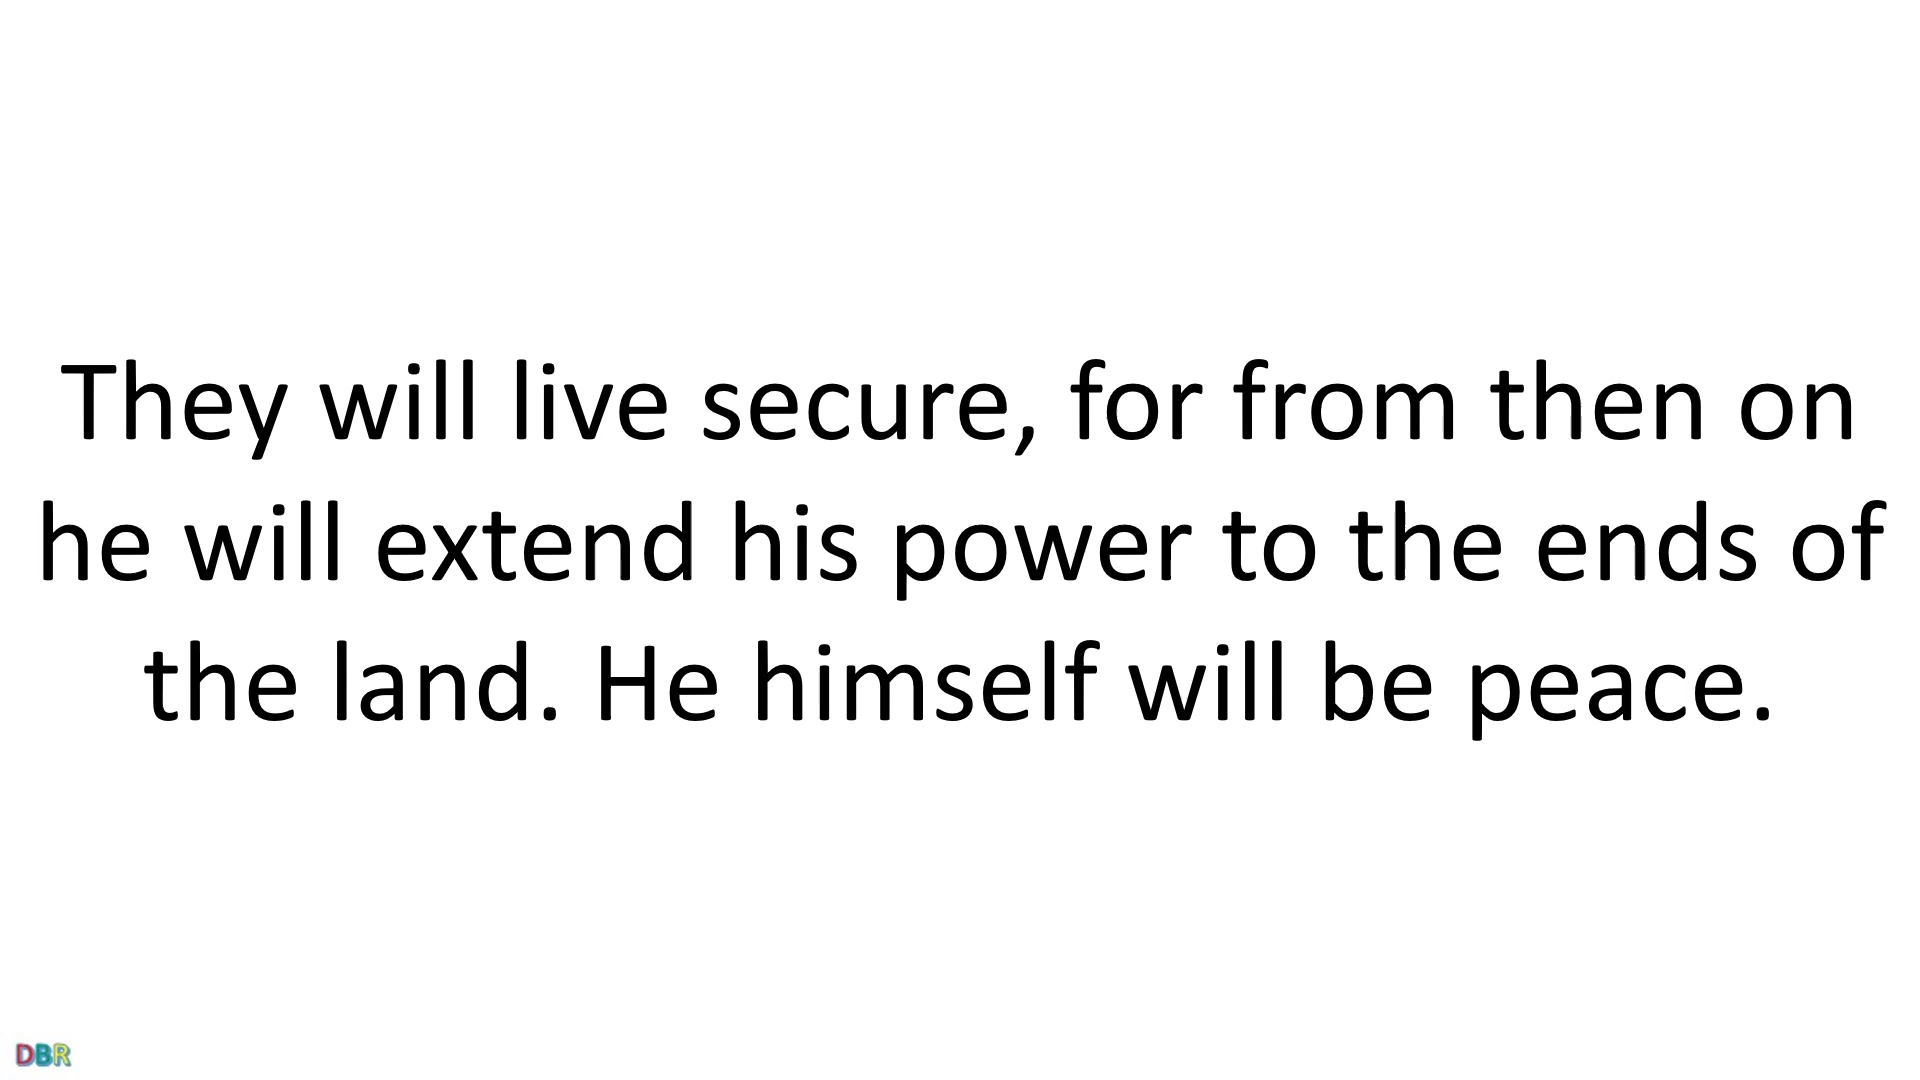 They will live secure, for from then on
he will extend his power to the ends of
the land. He himself will be peace.
DBR